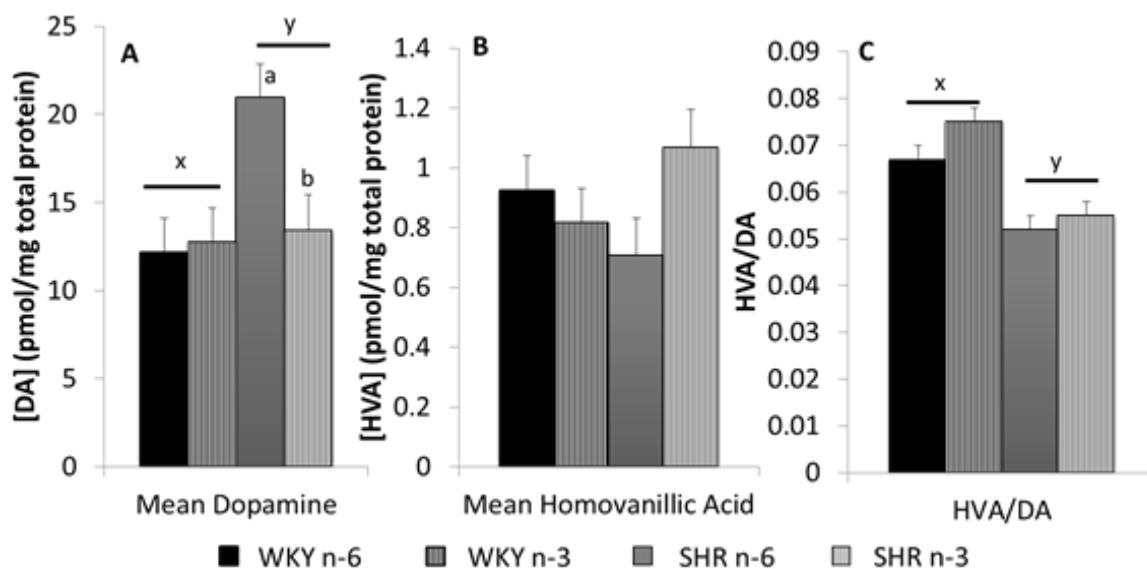 A
[DA] (pmol/mg total protein)
25
20
15
10
5
0
x
y
a
b
Mean Dopamine
B
[HVA] (pmol/mg total protein)
1.4
1.2
1
0.8
0.6
0.4
0.2
0
Mean Homovanillic Acid
C
HVA/DA
0.09
0.08
0.07
0.06
0.05
0.04
0.03
0.02
0.01
0
x
y
HVA/DA
WKY n-6 WKY n-3 SHR n-6 SHR n-3